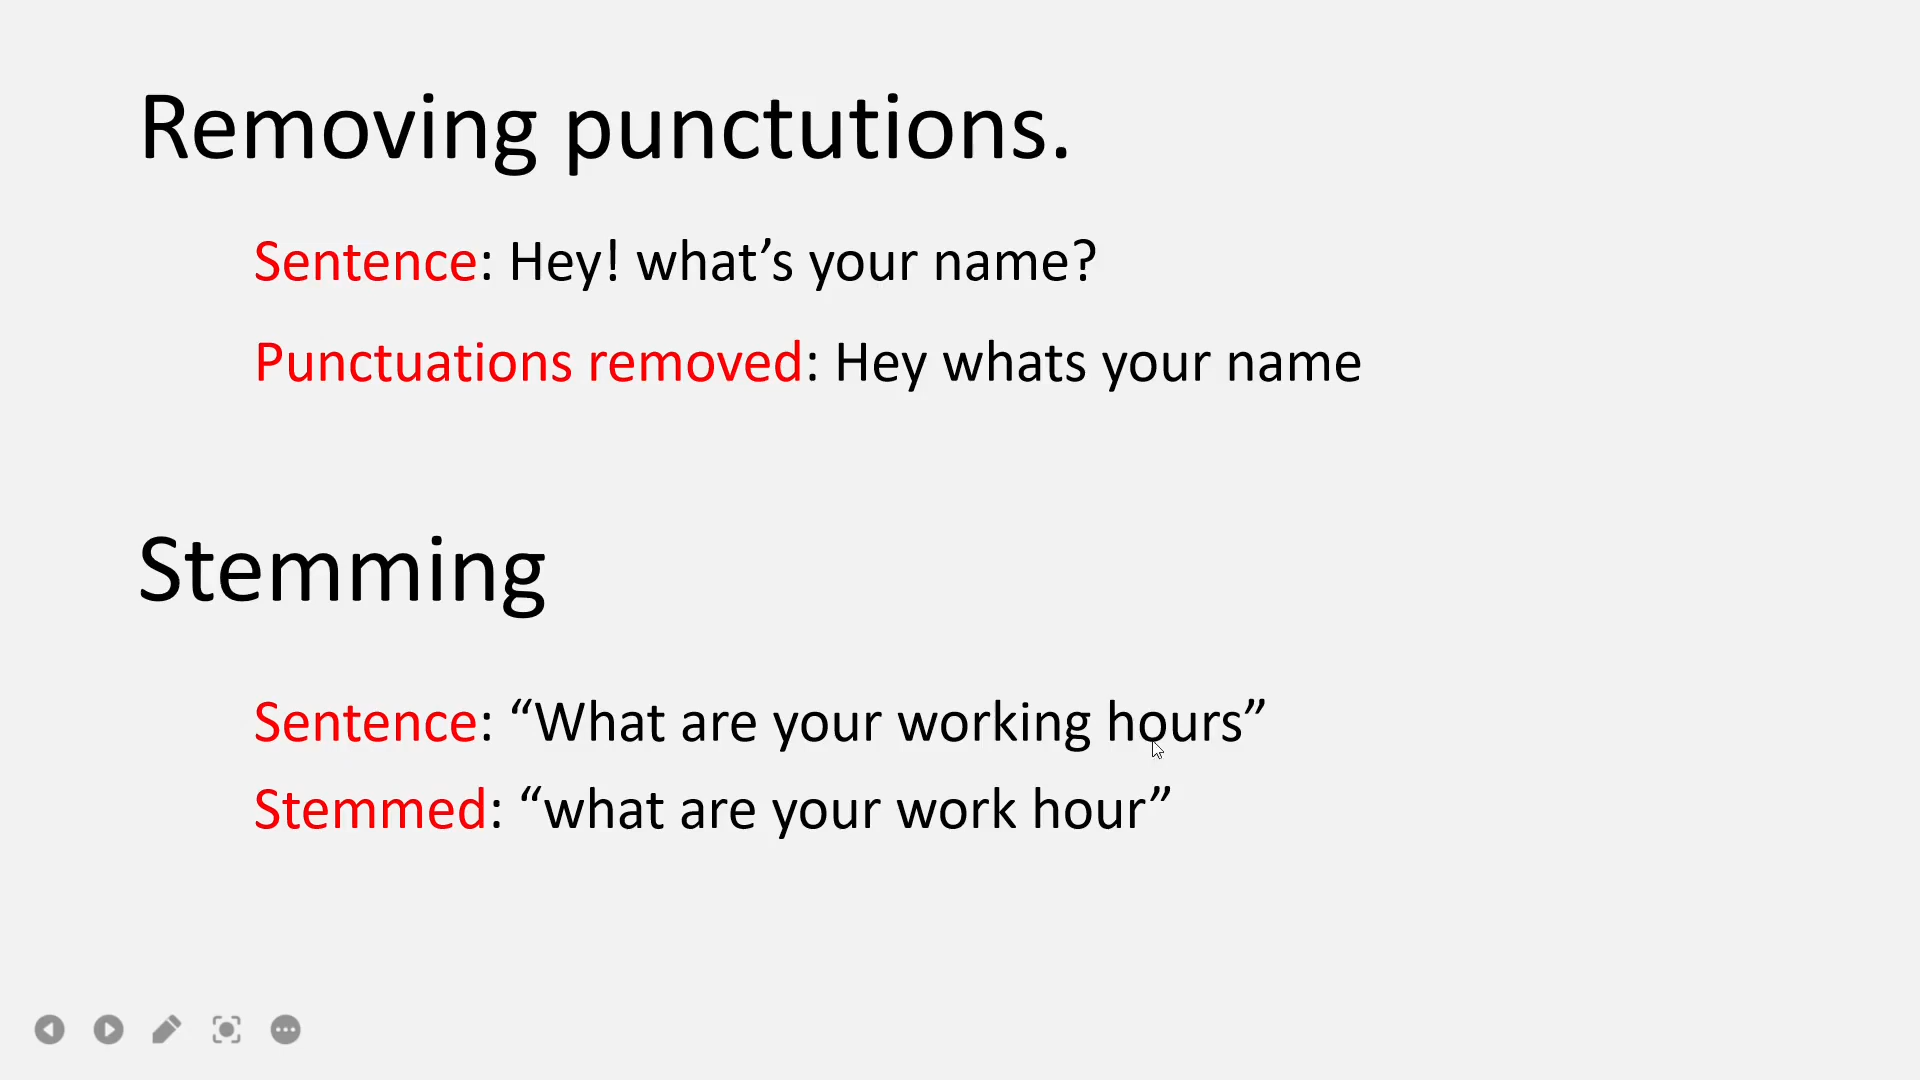 Removing punctutions.
Sentence: Hey! what’s your name?
Punctuations removed: Hey whats your name
Stemming
Sentence: “What are your working hours”
Stemmed: “what are your work hour”